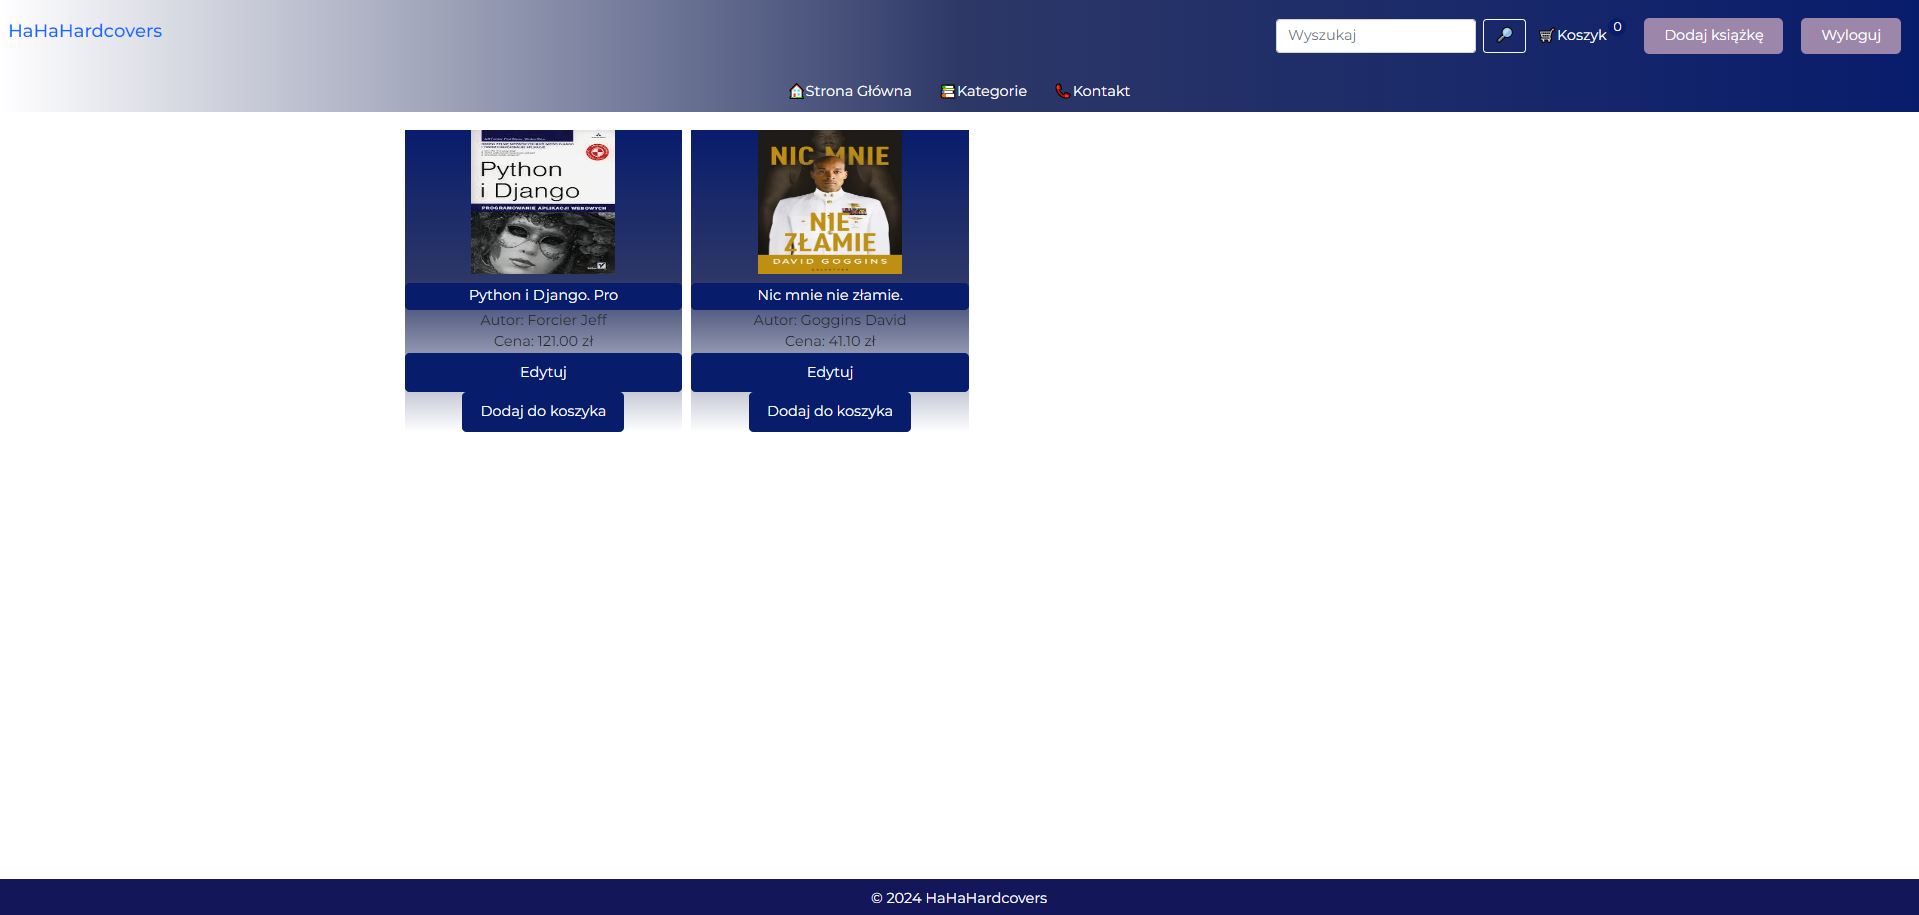 HaHaHardcovers
Wyszukaj
Koszyk 0
Dodaj książkę
Wyloguj
Strona Główna
Kategorie
Kontakt
Python
i Django
PROGRAMOWANIE APLIKACJI WEBOWYCH
Python i Django. Pro
Autor: Forcier Jeff
Cena: 121.00 zł
Edytuj
Dodaj do koszyka
NIC MNIE
NIE
ZŁAMIE
DAVID GOGGINS
Nic mnie nie złamie.
Autor: Goggins David
Cena: 41.10 zł
Edytuj
Dodaj do koszyka
© 2024 HaHaHardcovers